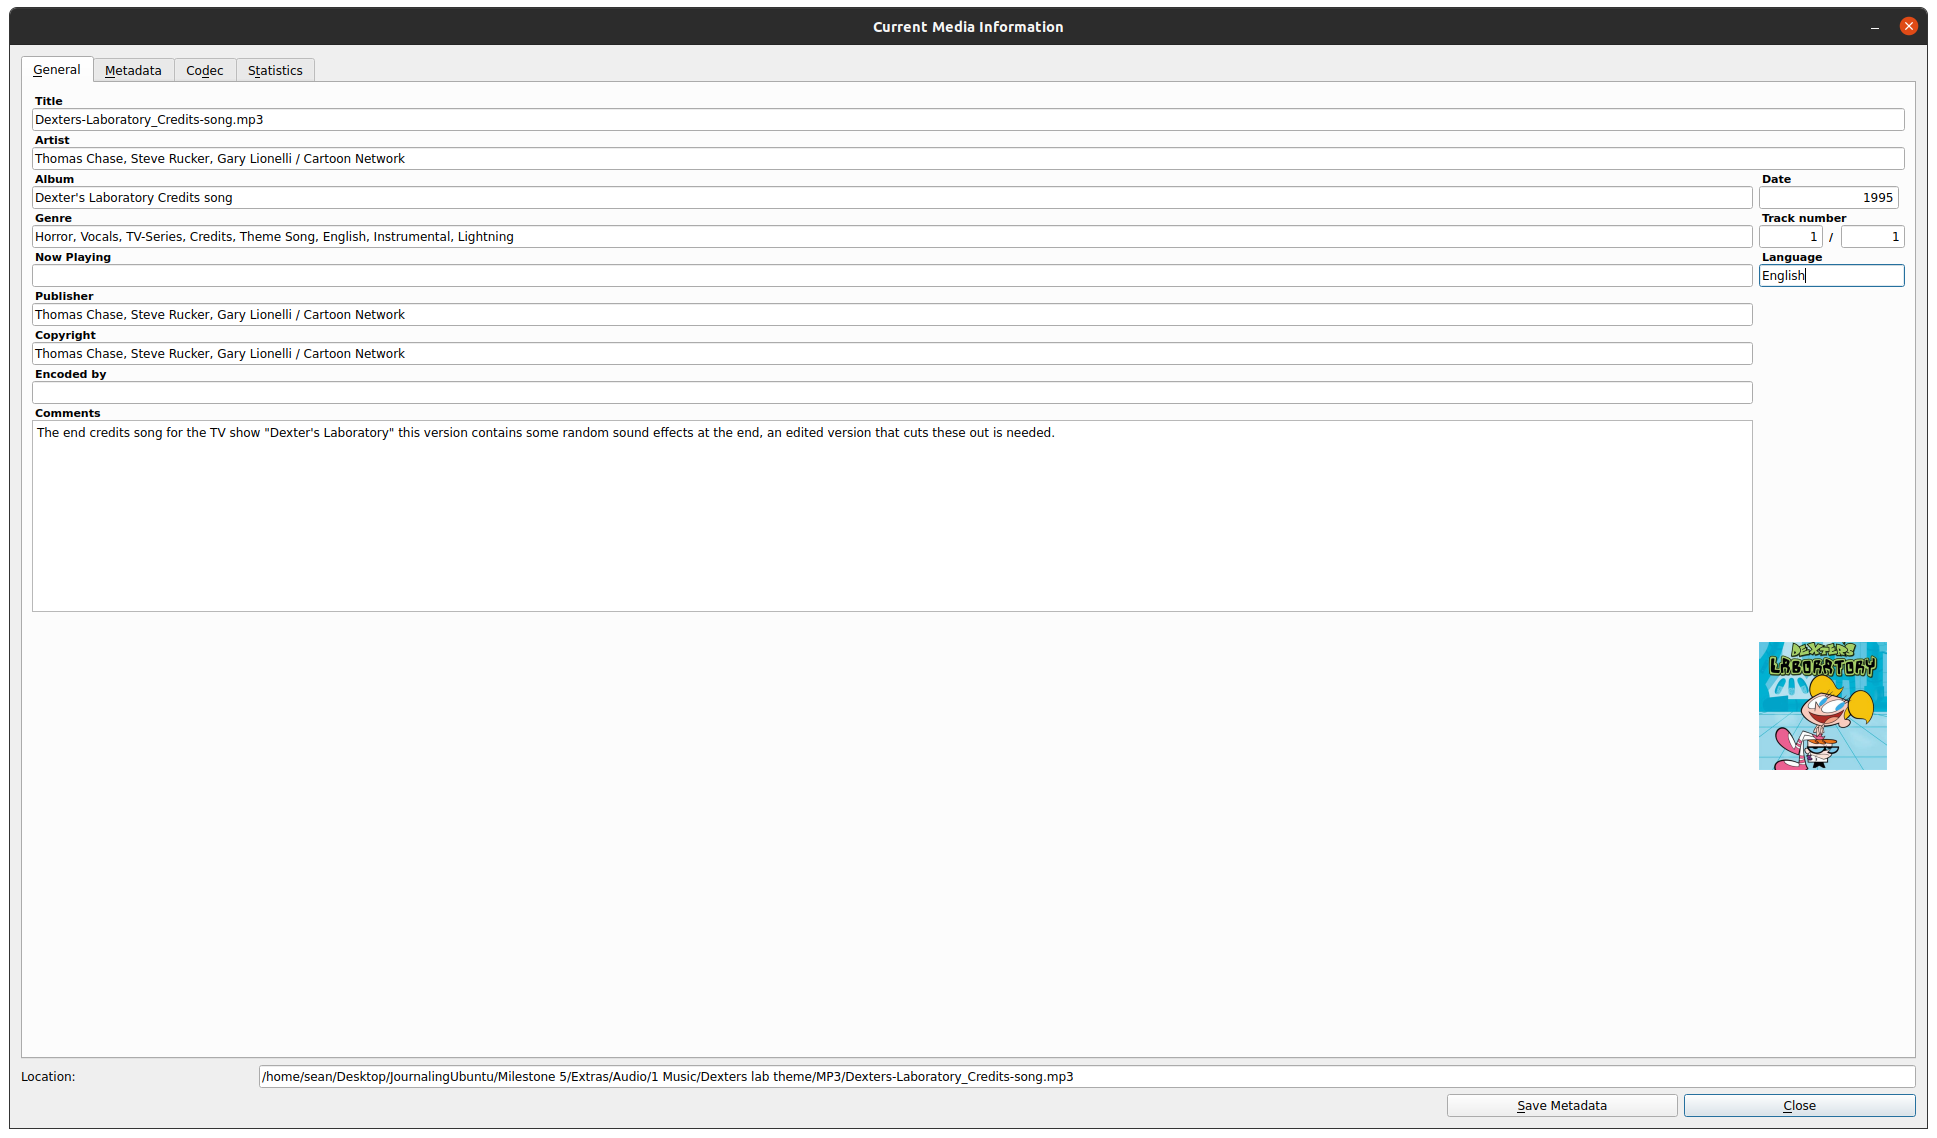 Current Media Information
General Metadata Codec Statistics
Title
Dexters-Laboratory_Credits-song.mp3
Artist
Thomas Chase, Steve Rucker, Gary Lionelli / Cartoon Network
Album Date
Dexter's Laboratory Credits song 1995
Genre Track number
Horror, Vocals, TV-Series, Credits, Theme Song, English, Instrumental, Lightning 1 / 1
Now Playing Language
English
Publisher
Thomas Chase, Steve Rucker, Gary Lionelli / Cartoon Network
Copyright
Thomas Chase, Steve Rucker, Gary Lionelli / Cartoon Network
Encoded by
Comments
The end credits song for the TV show "Dexter's Laboratory" this version contains some random sound effects at the end, an edited version that cuts these out is needed.
DEXTER'S
LABORATORY
Location: /home/sean/Desktop/JournalingUbuntu/Milestone 5/Extras/Audio/1 Music/Dexters lab theme/MP3/Dexters-Laboratory_Credits-song.mp3
Save Metadata Close